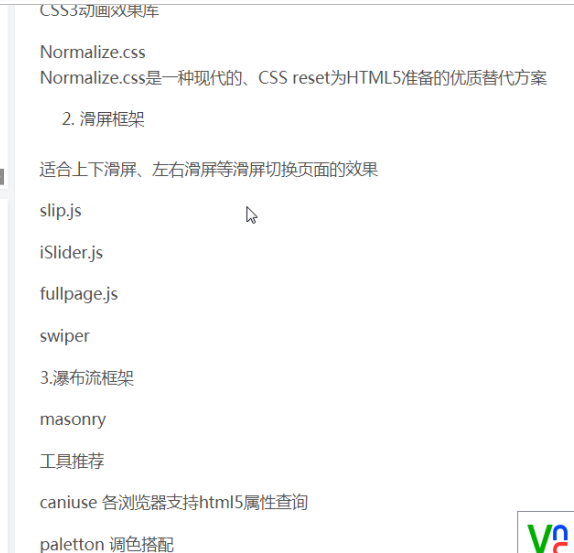 CSS3动画效果库
Normalize.css
Normalize.css是一种现代的、CSS reset为HTML5准备的优质替代方案
2. 滑屏框架
适合上下滑屏、左右滑屏等滑屏切换页面的效果
slip.js
iSlider.js
fullpage.js
swiper
3.瀑布流框架
masonry
工具推荐
caniuse 各浏览器支持html5属性查询
paletton 调色搭配